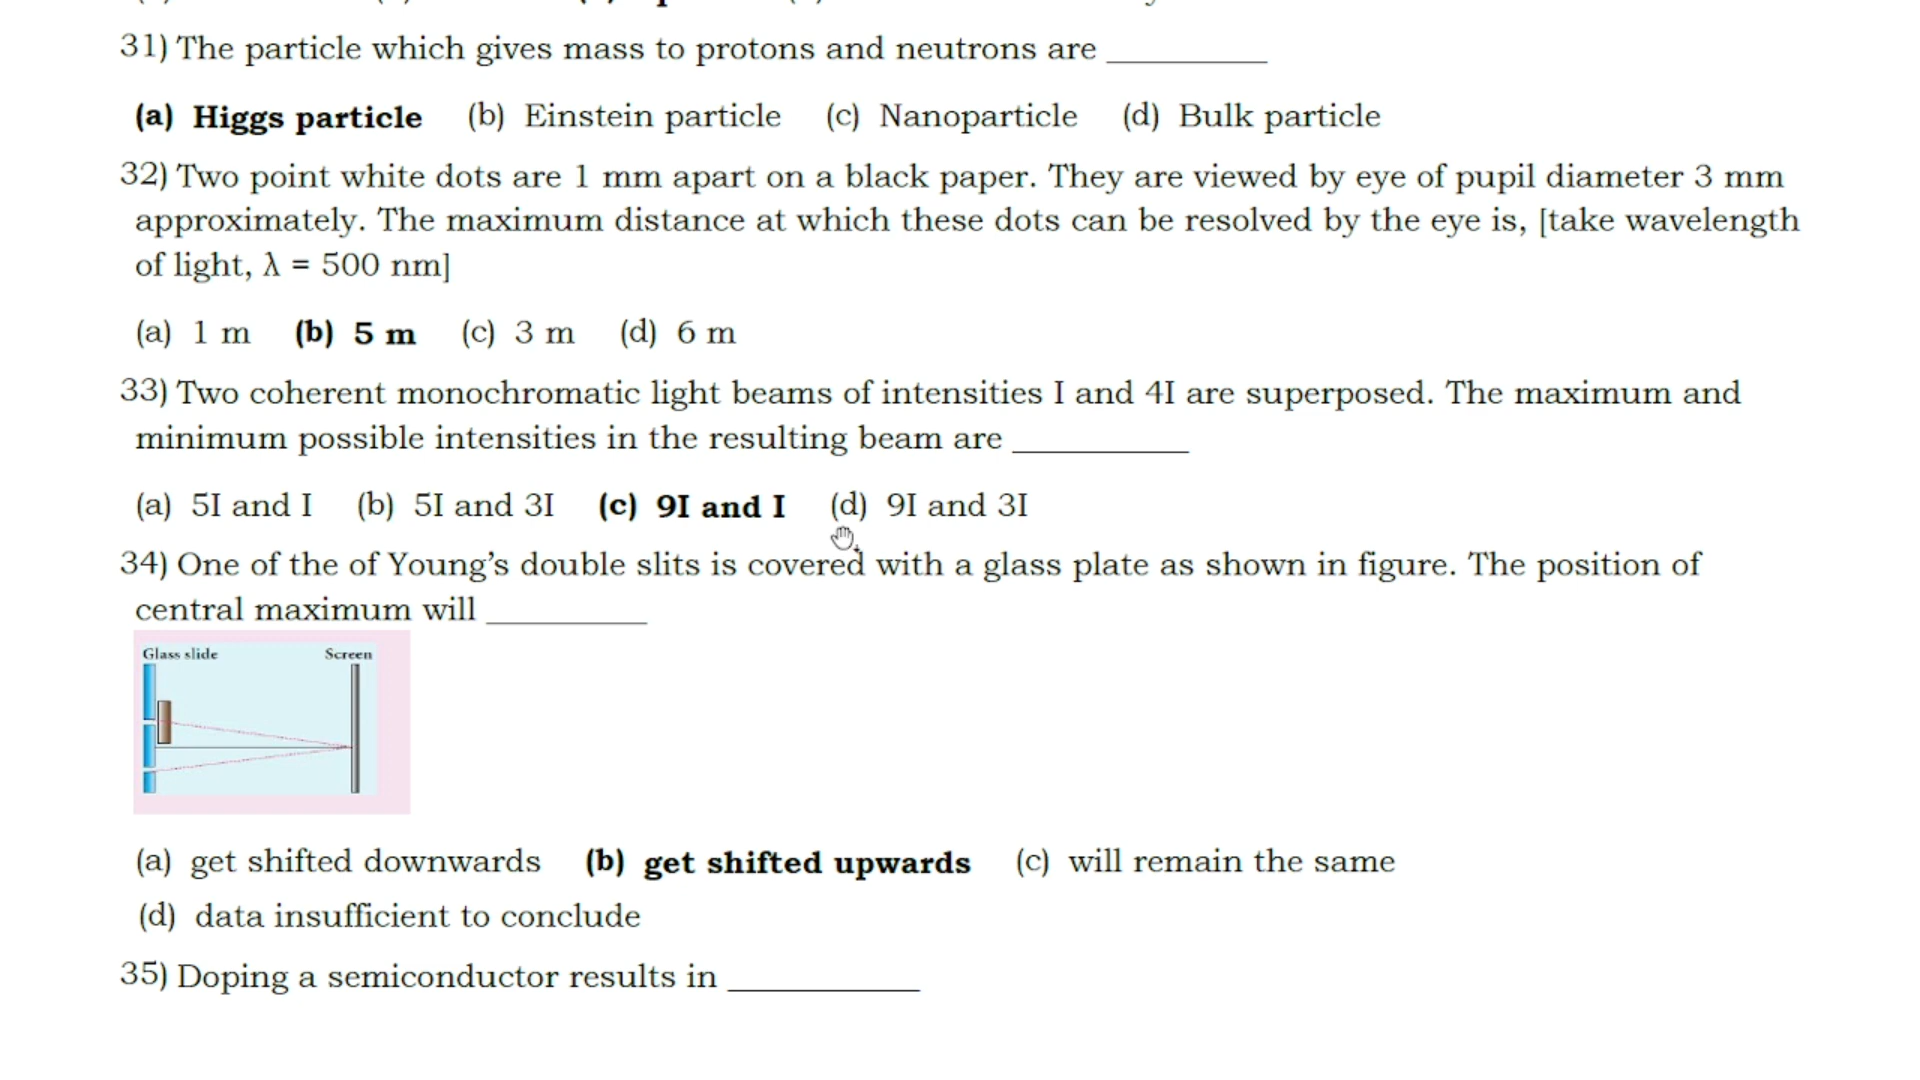 31) The particle which gives mass to protons and neutrons are __________
(a) Higgs particle (b) Einstein particle (c) Nanoparticle (d) Bulk particle
32) Two point white dots are 1 mm apart on a black paper. They are viewed by eye of pupil diameter 3 mm
approximately. The maximum distance at which these dots can be resolved by the eye is, [take wavelength
of light, λ = 500 nm]
(a) 1 m (b) 5 m (c) 3 m (d) 6 m
33) Two coherent monochromatic light beams of intensities I and 4I are superposed. The maximum and
minimum possible intensities in the resulting beam are ___________
(a) 5I and I (b) 5I and 3I (c) 9I and I (d) 9I and 3I
34) One of the of Young’s double slits is covered with a glass plate as shown in figure. The position of
central maximum will __________
Glass slide Screen
(a) get shifted downwards (b) get shifted upwards (c) will remain the same
(d) data insufficient to conclude
35) Doping a semiconductor results in ____________